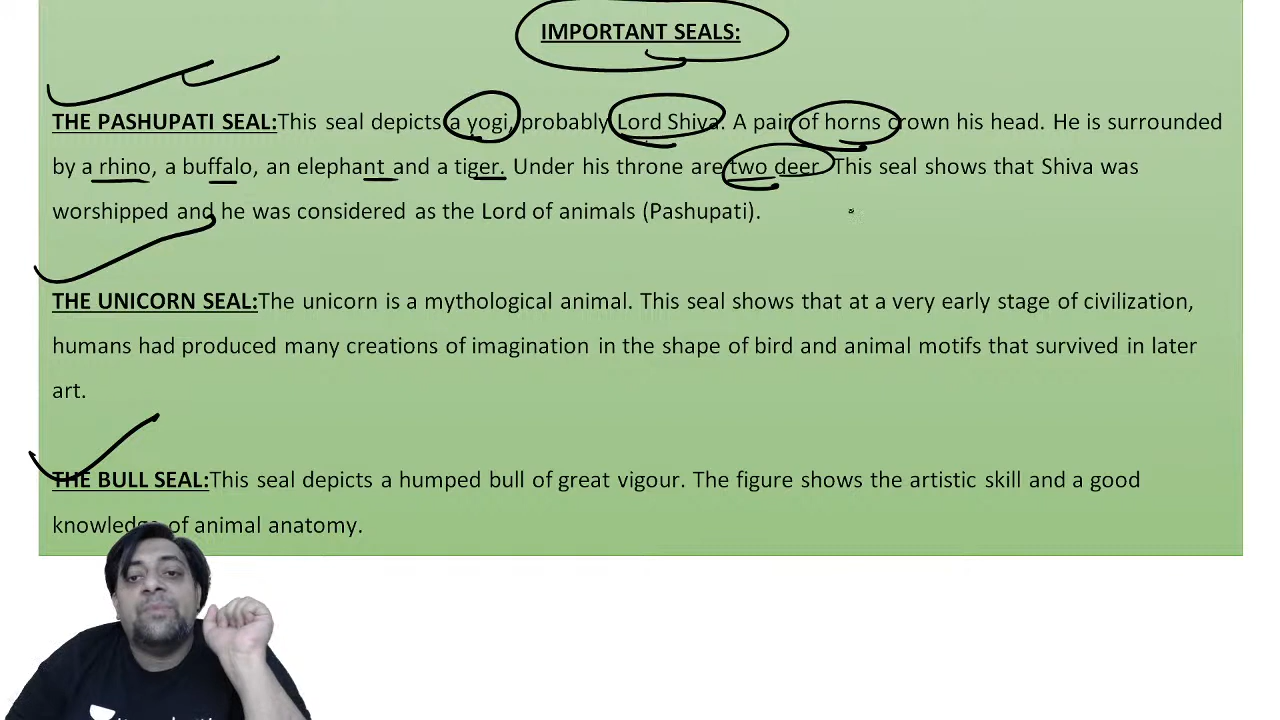 IMPORTANT SEALS:
THE PASHUPATI SEAL:This seal depicts a yogi, probably Lord Shiva. A pair of horns crown his head. He is surrounded
by a rhino, a buffalo, an elephant and a tiger. Under his throne are two deer. This seal shows that Shiva was
worshipped and he was considered as the Lord of animals (Pashupati).
THE UNICORN SEAL:The unicorn is a mythological animal. This seal shows that at a very early stage of civilization,
humans had produced many creations of imagination in the shape of bird and animal motifs that survived in later
art.
THE BULL SEAL:This seal depicts a humped bull of great vigour. The figure shows the artistic skill and a good
knowledge of animal anatomy.